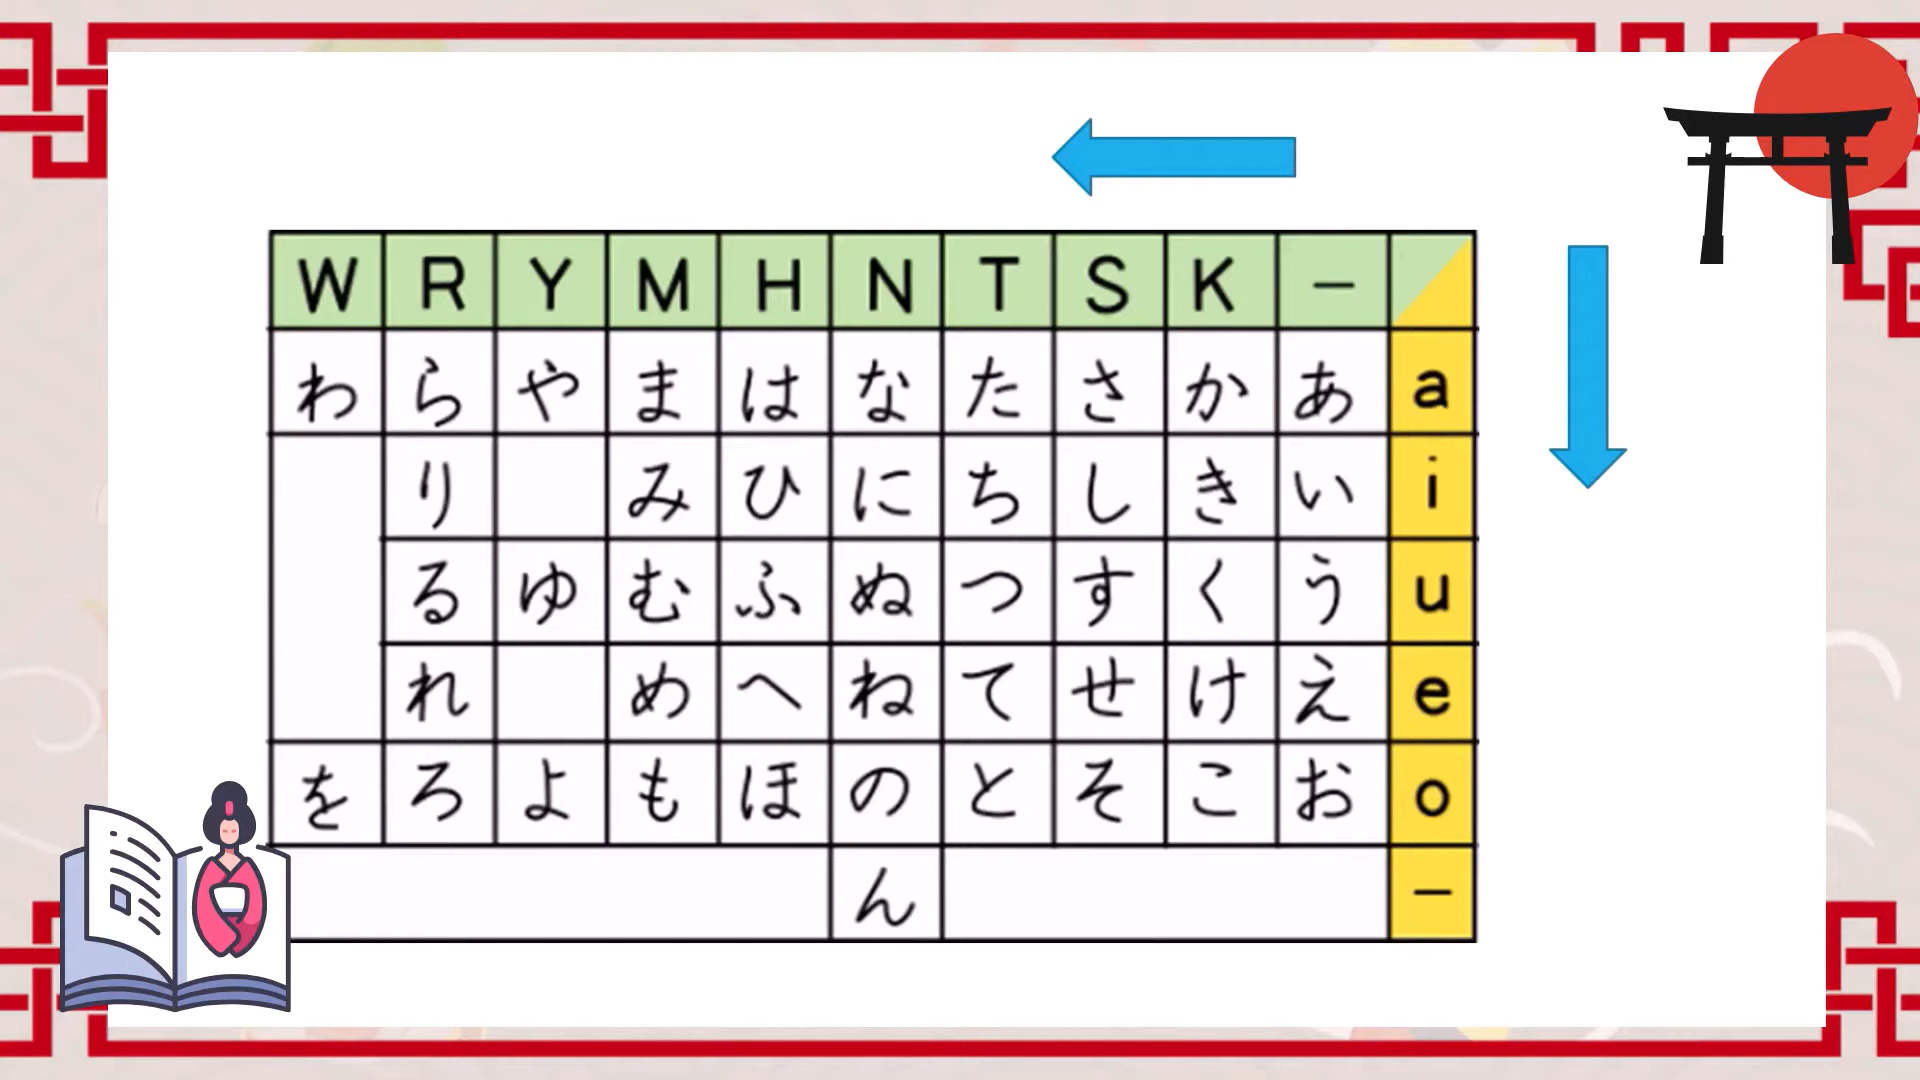 W R Y M H N T S K −
わ ら や ま は な た さ か あ a
り み ひ に ち し き い i
る ゆ む ふ ぬ つ す く う u
れ め へ ね て せ け え e
を ろ よ も ほ の と そ こ お o
ん −